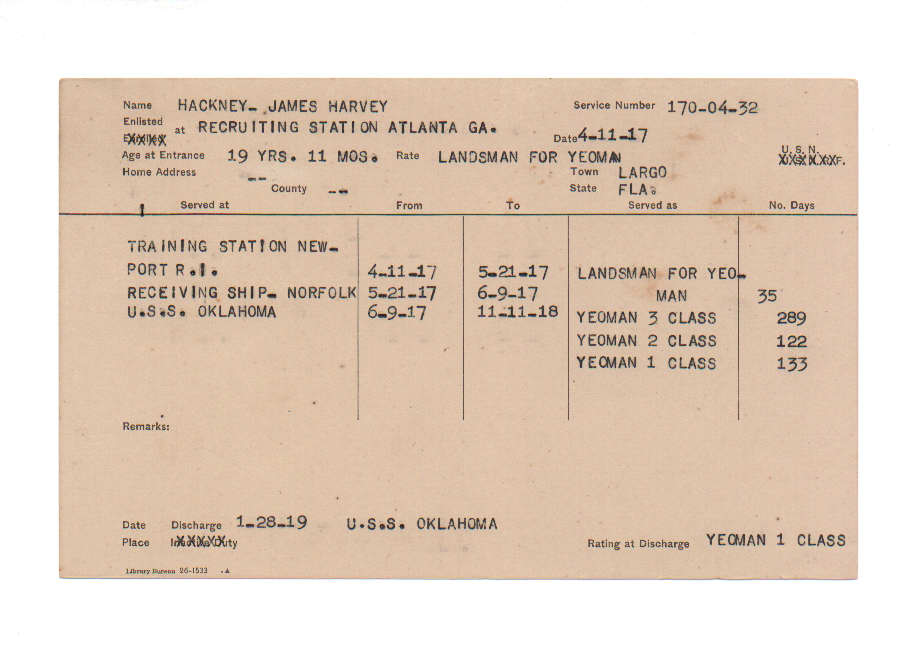 Name HACKNEY- JAMES HARVEY Service Number 170-04-32
Enlisted at RECRUITING STATION ATLANTA GA. Date 4-11-17
Age at Entrance 19 YRS. 11 MOS. Rate LANDSMAN FOR YEOMAN U.S.N.
Home Address -- Town LARGO
County -- State FLA.
Served at From To Served as No. Days
TRAINING STATION NEW-
PORT R.I. 4-11-17 5-21-17 LANDSMAN FOR YEO-
RECEIVING SHIP- NORFOLK 5-21-17 6-9-17 MAN 35
U.S.S. OKLAHOMA 6-9-17 11-11-18 YEOMAN 3 CLASS 289
YEOMAN 2 CLASS 122
YEOMAN 1 CLASS 133
Remarks:
Date Discharge 1-28-19 U.S.S. OKLAHOMA
Place Inactive Duty Rating at Discharge YEOMAN 1 CLASS
Library Bureau 26-1533